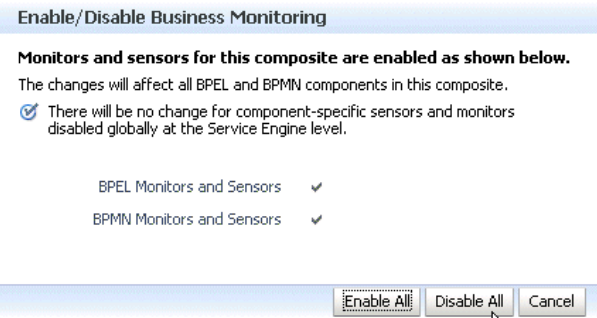 Enable/Disable Business Monitoring
Monitors and sensors for this composite are enabled as shown below.
The changes will affect all BPEL and BPMN components in this composite.
There will be no change for component-specific sensors and monitors
disabled globally at the Service Engine level.
BPEL Monitors and Sensors
BPMN Monitors and Sensors
Enable All Disable All Cancel